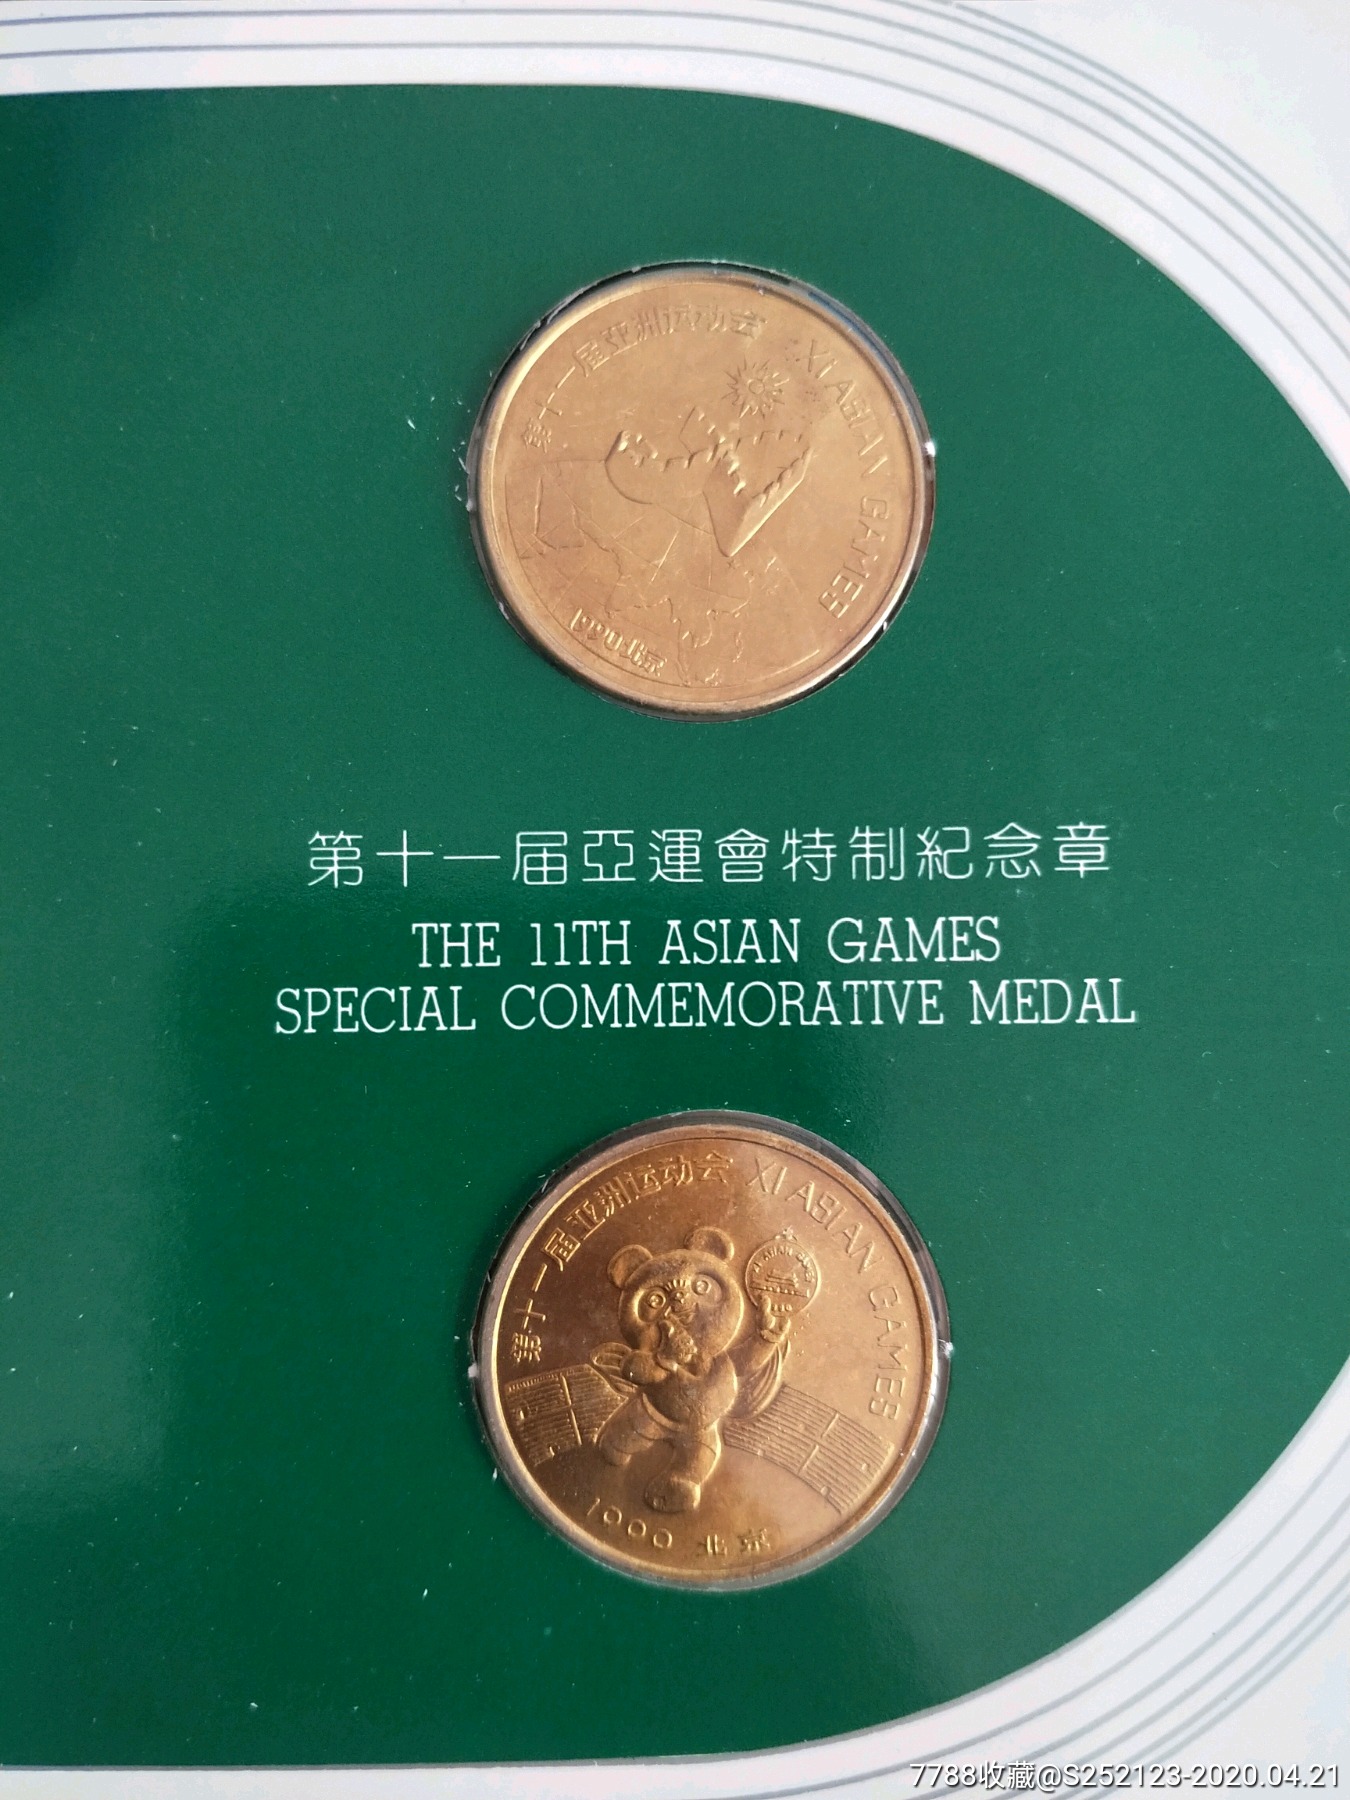 第十一届亚洲运动会 XI ASIAN GAMES
1990·北京
第十一届亞運會特制紀念章
THE 11TH ASIAN GAMES
SPECIAL COMMEMORATIVE MEDAL
第十一届亚洲运动会 XI ASIAN GAMES
XI ASIAN GAMES
1990 北京
7788收藏@S252123-2020.04.21